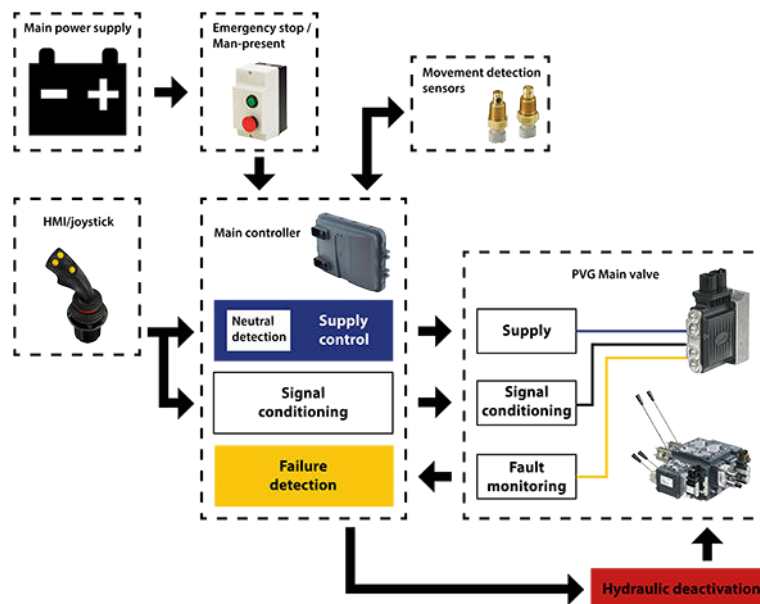 Main power supply
Emergency stop /
Man-present
Movement detection
sensors
HMI/joystick
Main controller
PVG Main valve
Neutral
detection
Supply
control
Supply
Signal
conditioning
Signal
conditioning
Failure
detection
Fault
monitoring
Hydraulic deactivation